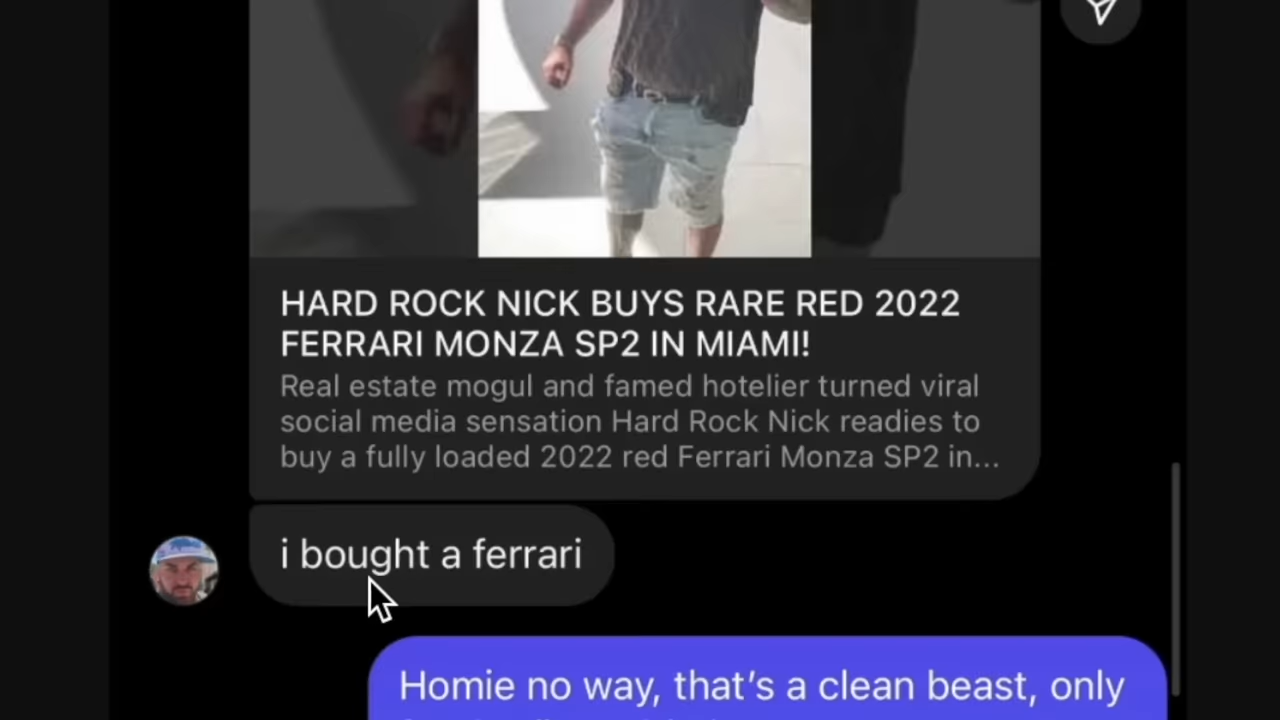 HARD ROCK NICK BUYS RARE RED 2022
FERRARI MONZA SP2 IN MIAMI!
Real estate mogul and famed hotelier turned viral
social media sensation Hard Rock Nick readies to
buy a fully loaded 2022 red Ferrari Monza SP2 in...
i bought a ferrari
Homie no way, that's a clean beast, only